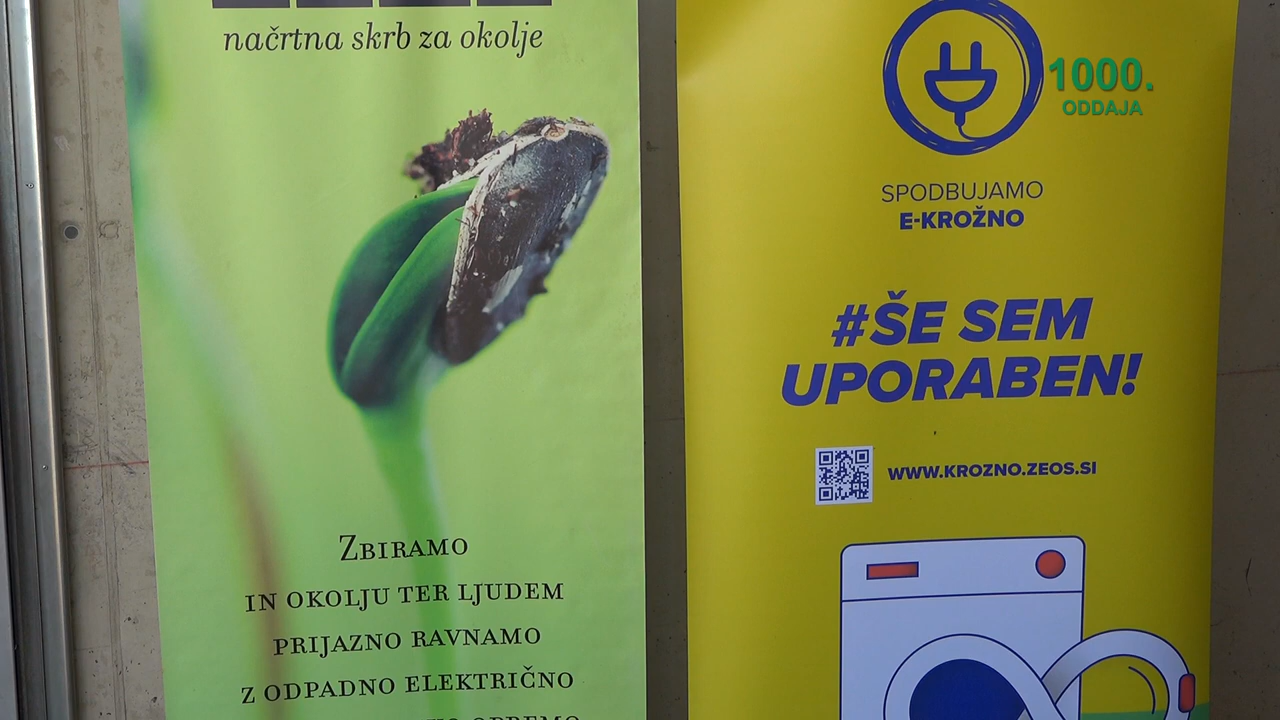 načrtna skrb za okolje
ZBIRAMO
IN OKOLJU TER LJUDEM
PRIJAZNO RAVNAMO
Z ODPADNO ELEKTRIČNO
OPREMO
1000.
ODDAJA
SPODBUJAMO
E-KROŽNO
#ŠE SEM
UPORABEN!
WWW.KROZNO.ZEOS.SI